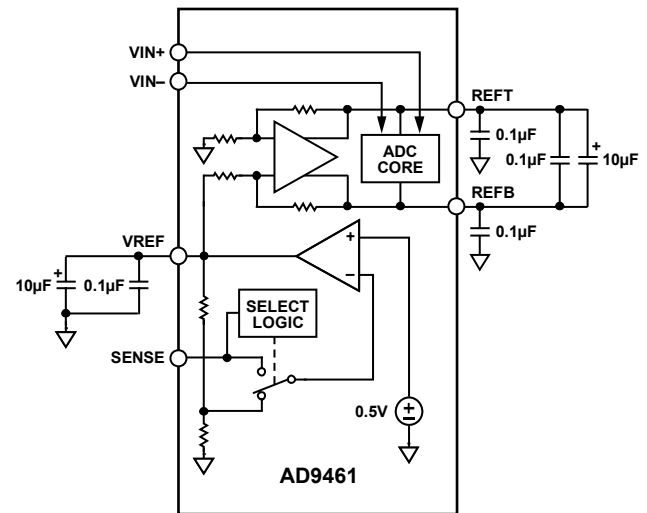 VIN+
VIN–
REFT
0.1µF
ADC
CORE
0.1µF
+
10µF
REFB
VREF
+
0.1µF
–
10µF
+
0.1µF
SELECT
LOGIC
SENSE
0.5V
+
–
AD9461